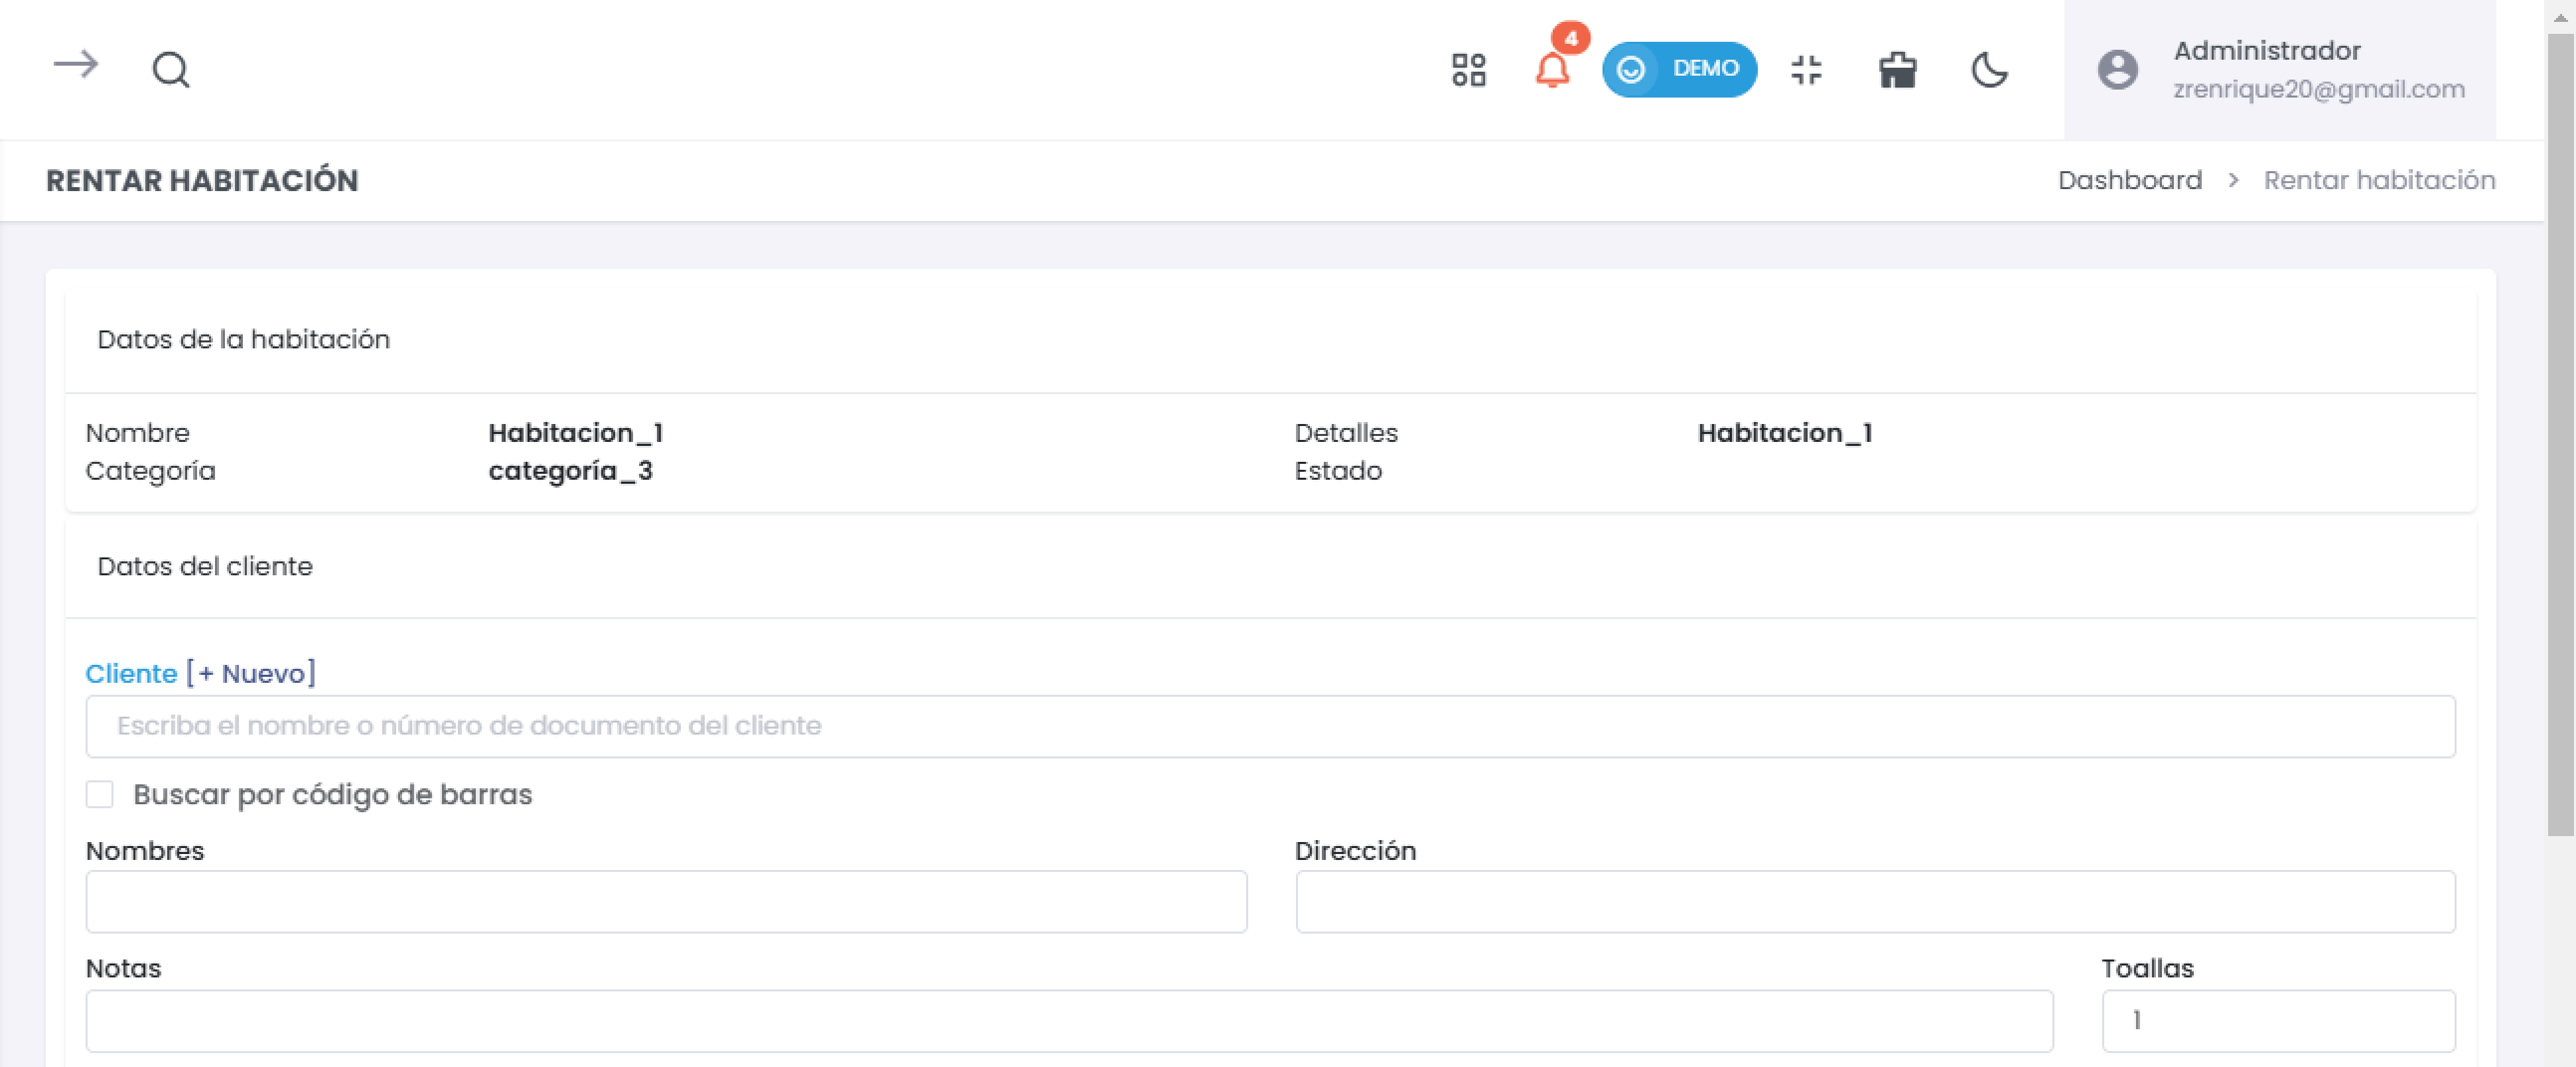 4
DEMO
Administrador
zrenrique20@gmail.com
RENTAR HABITACIÓN
Dashboard > Rentar habitación
Datos de la habitación
Nombre Habitacion_1 Detalles Habitacion_1
Categoría categoría_3 Estado
Datos del cliente
Cliente [+ Nuevo]
Escriba el nombre o número de documento del cliente
Buscar por código de barras
Nombres Dirección
Notas Toallas
1